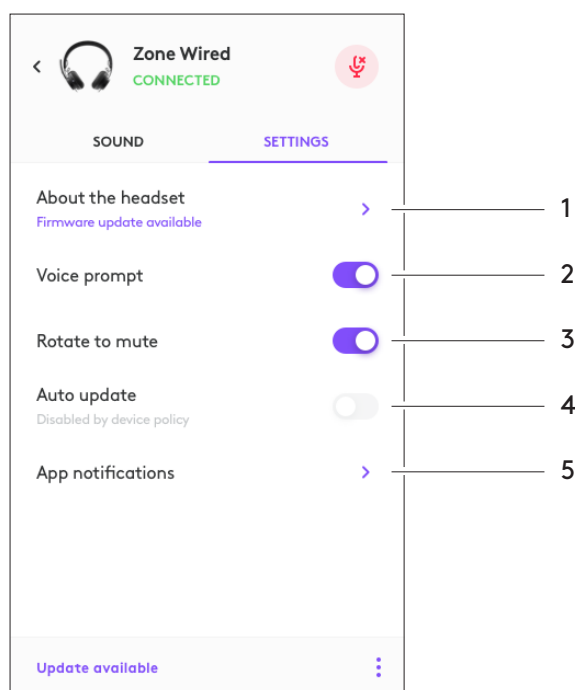 Zone Wired
CONNECTED
SOUND
SETTINGS
About the headset
Firmware update available
1
Voice prompt
2
Rotate to mute
3
Auto update
Disabled by device policy
4
App notifications
5
Update available